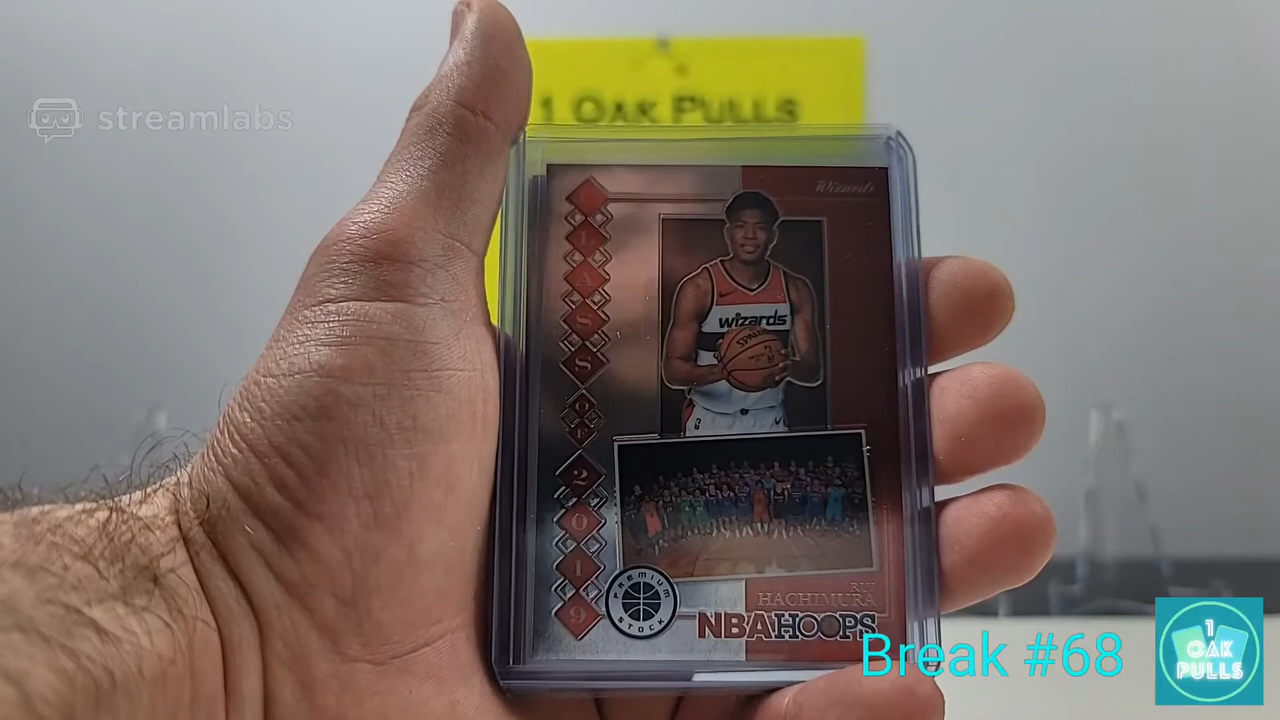 streamlabs
1 OAK PULLS
Wizards
CLASS
OF
2019
wizards
SPALDING
PREMIUM
STOCK
RUI
HACHIMURA
NBA HOOPS
Break #68
1
OAK
PULLS